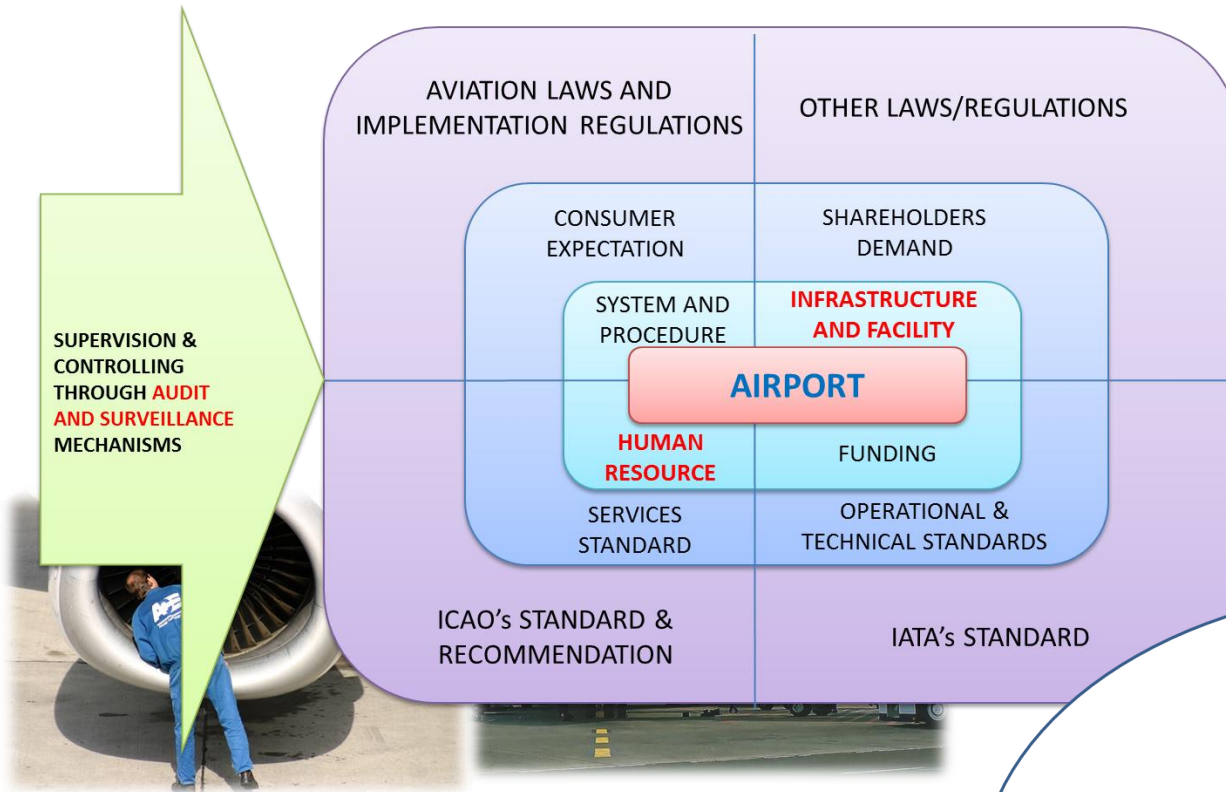 AVIATION LAWS AND
IMPLEMENTATION REGULATIONS
OTHER LAWS/REGULATIONS
CONSUMER
EXPECTATION
SHAREHOLDERS
DEMAND
SYSTEM AND
PROCEDURE
INFRASTRUCTURE
AND FACILITY
SUPERVISION &
CONTROLLING
THROUGH AUDIT
AND SURVEILLANCE
MECHANISMS
AIRPORT
HUMAN
RESOURCE
FUNDING
SERVICES
STANDARD
OPERATIONAL &
TECHNICAL STANDARDS
ICAO’s STANDARD &
RECOMMENDATION
IATA’s STANDARD